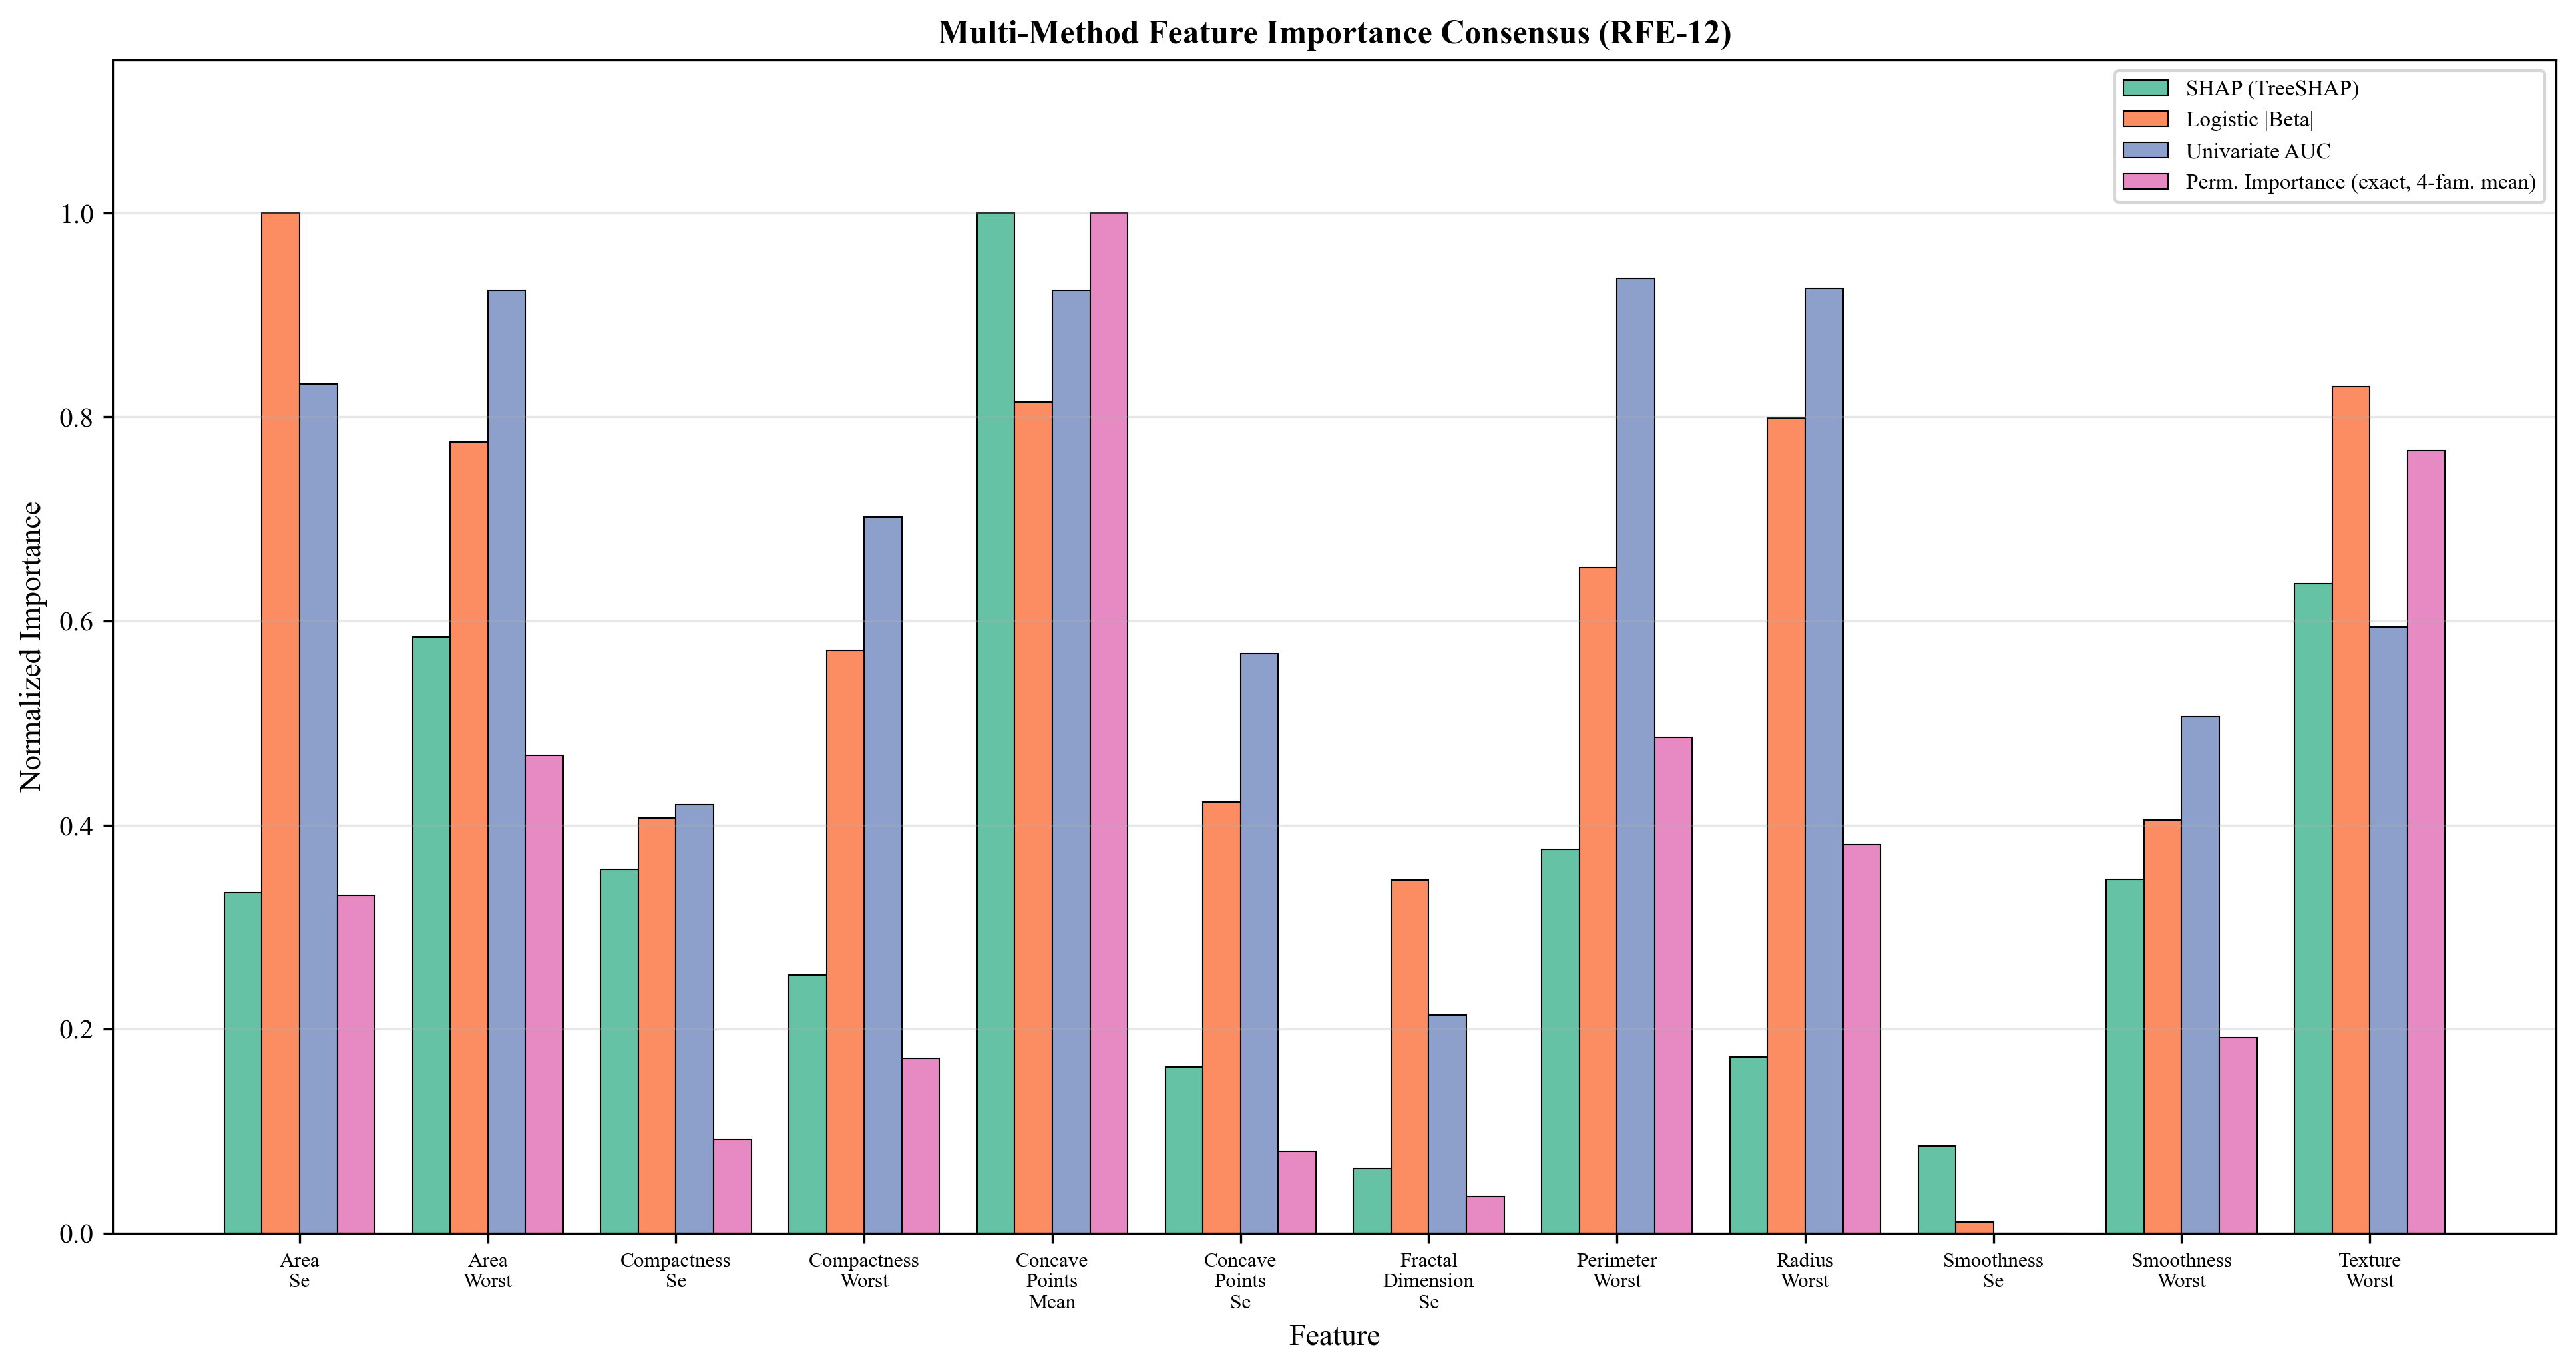 Multi-Method Feature Importance Consensus (RFE-12)
SHAP (TreeSHAP)
Logistic |Beta|
Univariate AUC
Perm. Importance (exact, 4-fam. mean)
Normalized Importance
1.0
0.8
0.6
0.4
0.2
0.0
Area
Se
Area
Worst
Compactness
Se
Compactness
Worst
Concave
Points
Mean
Concave
Points
Se
Fractal
Dimension
Se
Perimeter
Worst
Radius
Worst
Smoothness
Se
Smoothness
Worst
Texture
Worst
Feature